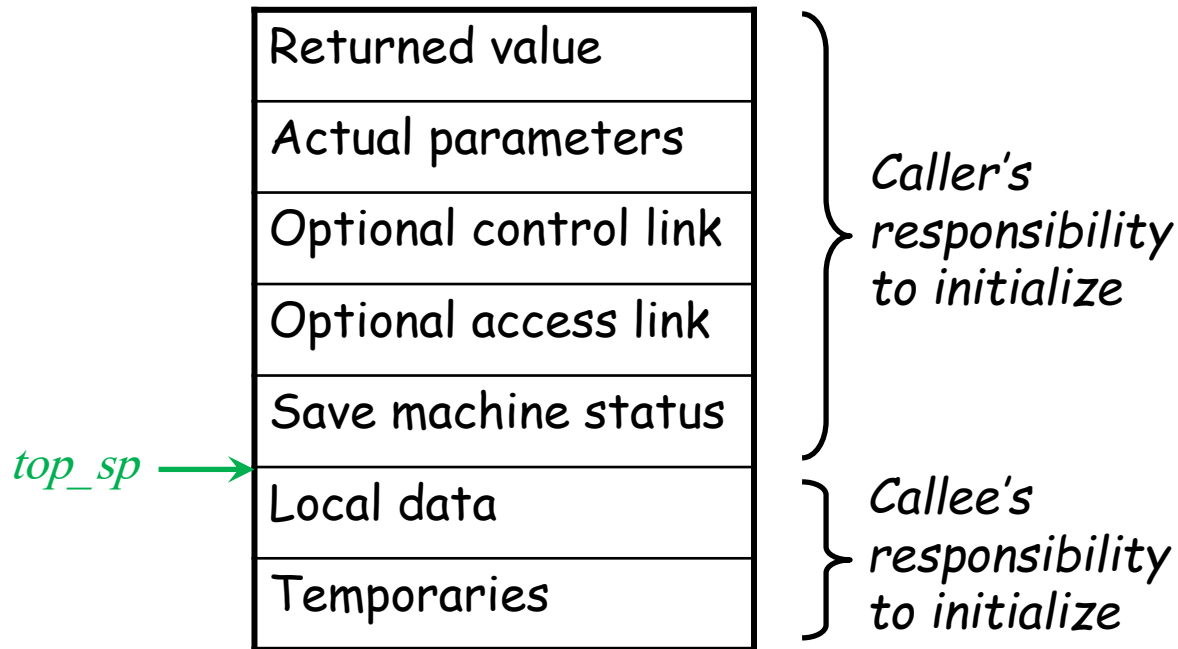 Returned value
Actual parameters
Optional control link
Optional access link
Save machine status
Local data
Temporaries
top_sp
Caller's
responsibility
to initialize
Callee's
responsibility
to initialize